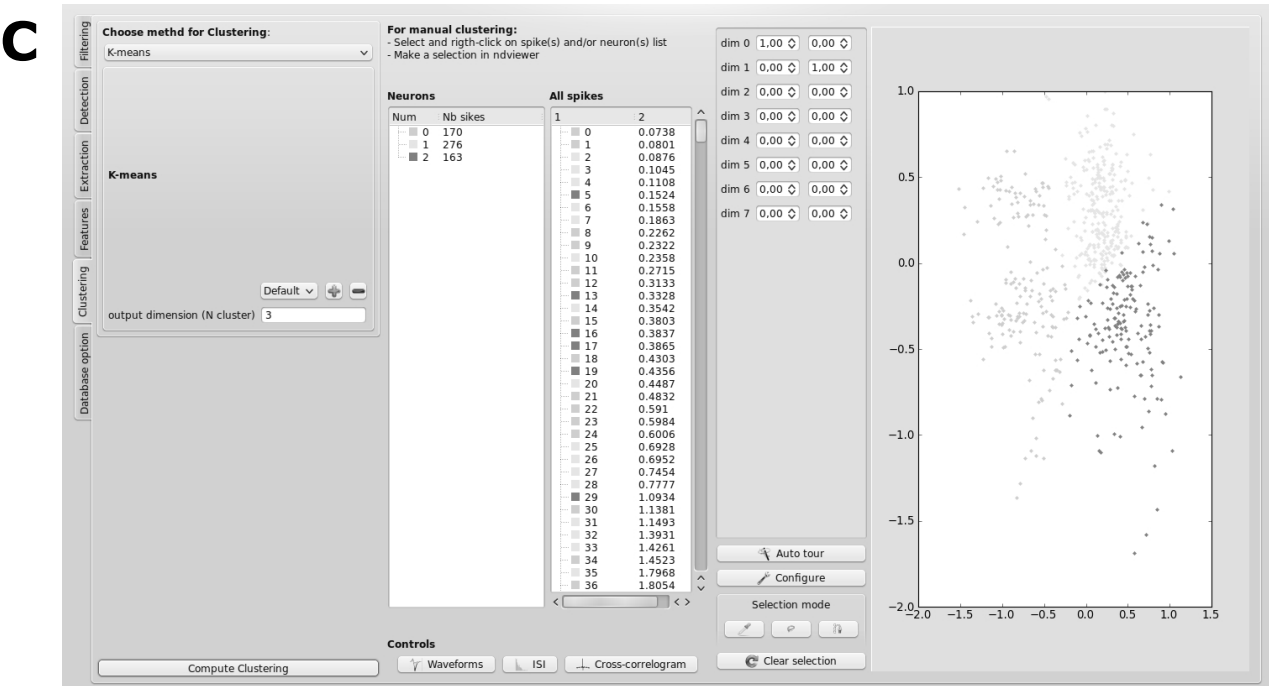 C
Filtering
Detection
Extraction
Features
Clustering
Database option
Choose methd for Clustering:
K-means
K-means
Default
output dimension (N cluster) 3
Compute Clustering
For manual clustering:
- Select and rigth-click on spike(s) and/or neuron(s) list
- Make a selection in ndviewer
Neurons
Num Nb sikes
0 170
1 276
2 163
All spikes
1 2
0 0.0738
1 0.0801
2 0.0876
3 0.1045
4 0.1108
5 0.1524
6 0.1558
7 0.1863
8 0.2262
9 0.2322
10 0.2358
11 0.2715
12 0.3133
13 0.3328
14 0.3542
15 0.3803
16 0.3837
17 0.3865
18 0.4303
19 0.4356
20 0.4487
21 0.4832
22 0.591
23 0.5984
24 0.6006
25 0.6928
26 0.6952
27 0.7454
28 0.7777
29 1.0934
30 1.1381
31 1.1493
32 1.3931
33 1.4261
34 1.4523
35 1.7968
36 1.8054
Controls
Waveforms ISI Cross-correlogram
dim 0 1,00 0,00
dim 1 0,00 1,00
dim 2 0,00 0,00
dim 3 0,00 0,00
dim 4 0,00 0,00
dim 5 0,00 0,00
dim 6 0,00 0,00
dim 7 0,00 0,00
Auto tour
Configure
Selection mode
Clear selection
1.0
0.5
0.0
−0.5
−1.0
−1.5
−2.0
−2.0 −1.5 −1.0 −0.5 0.0 0.5 1.0 1.5